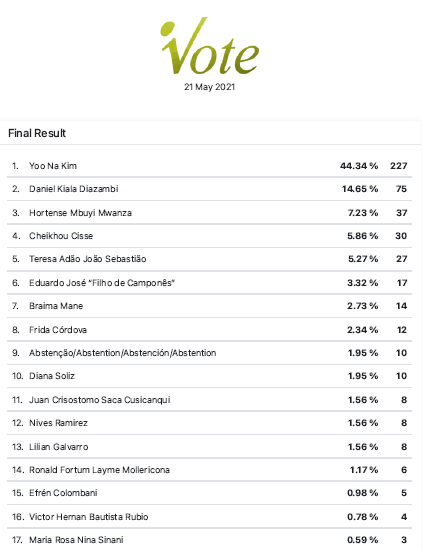 iVote
21 May 2021
Final Result
1. Yoo Na Kim 44.34 % 227
2. Daniel Kiala Diazambi 14.65 % 75
3. Hortense Mbuyi Mwanza 7.23 % 37
4. Cheikhou Cisse 5.86 % 30
5. Teresa Adão João Sebastião 5.27 % 27
6. Eduardo José “Filho de Camponês” 3.32 % 17
7. Braima Mane 2.73 % 14
8. Frida Córdova 2.34 % 12
9. Abstenção/Abstention/Abstención/Abstention 1.95 % 10
10. Diana Soliz 1.95 % 10
11. Juan Crisostomo Saca Cusicanqui 1.56 % 8
12. Nives Ramirez 1.56 % 8
13. Lilian Galvarro 1.56 % 8
14. Ronald Fortum Layme Mollericona 1.17 % 6
15. Efrén Colombani 0.98 % 5
16. Victor Hernan Bautista Rubio 0.78 % 4
17. Maria Rosa Nina Sinani 0.59 % 3